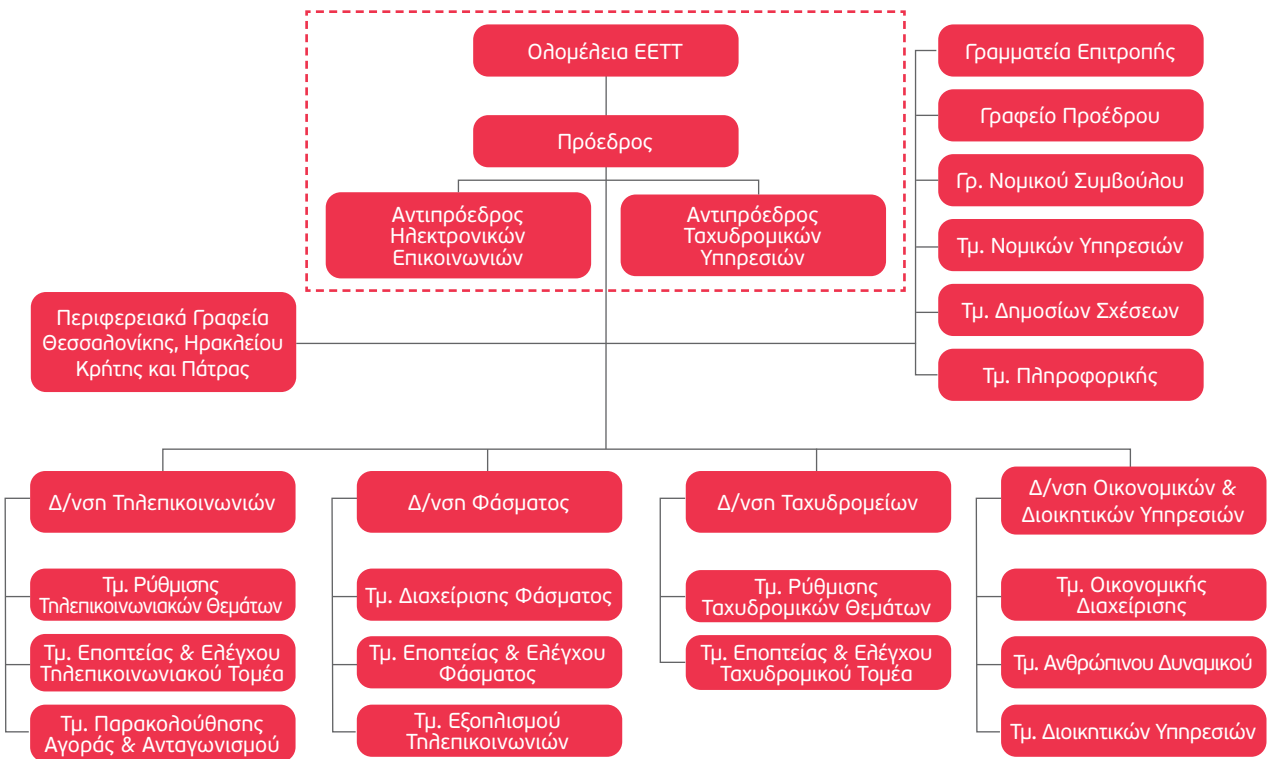 Ολομέλεια ΕΕΤΤ
Πρόεδρος
Αντιπρόεδρος
Ηλεκτρονικών
Επικοινωνιών
Αντιπρόεδρος
Ταχυδρομικών
Υπηρεσιών
Γραμματεία Επιτροπής
Γραφείο Προέδρου
Γρ. Νομικού Συμβούλου
Τμ. Νομικών Υπηρεσιών
Τμ. Δημοσίων Σχέσεων
Τμ. Πληροφορικής
Περιφερειακά Γραφεία
Θεσσαλονίκης, Ηρακλείου
Κρήτης και Πάτρας
Δ/νση Τηλεπικοινωνιών
Τμ. Ρύθμισης
Τηλεπικοινωνιακών Θεμάτων
Τμ. Εποπτείας & Ελέγχου
Τηλεπικοινωνιακού Τομέα
Τμ. Παρακολούθησης
Αγοράς & Ανταγωνισμού
Δ/νση Φάσματος
Τμ. Διαχείρισης Φάσματος
Τμ. Εποπτείας & Ελέγχου
Φάσματος
Τμ. Εξοπλισμού
Τηλεπικοινωνιών
Δ/νση Ταχυδρομείων
Τμ. Ρύθμισης
Ταχυδρομικών Θεμάτων
Τμ. Εποπτείας & Ελέγχου
Ταχυδρομικού Τομέα
Δ/νση Οικονομικών &
Διοικητικών Υπηρεσιών
Τμ. Οικονομικής
Διαχείρισης
Τμ. Ανθρώπινου Δυναμικού
Τμ. Διοικητικών Υπηρεσιών